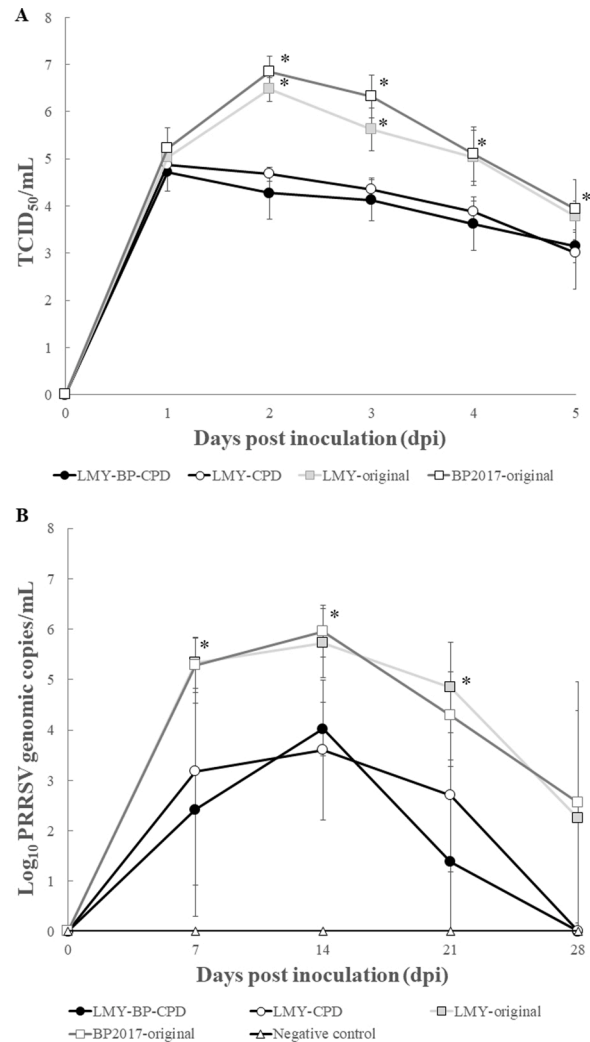 A
8
7
6
5
4
3
2
1
0
TCID50/mL
*
*
*
*
*
*
0 1 2 3 4 5
Days post inoculation (dpi)
LMY-BP-CPD LMY-CPD LMY-original BP2017-original
B
8
7
6
5
4
3
2
1
0
Log10 PRRSV genomic copies/mL
*
*
*
0 7 14 21 28
Days post inoculation (dpi)
LMY-BP-CPD LMY-CPD LMY-original
BP2017-original Negative control